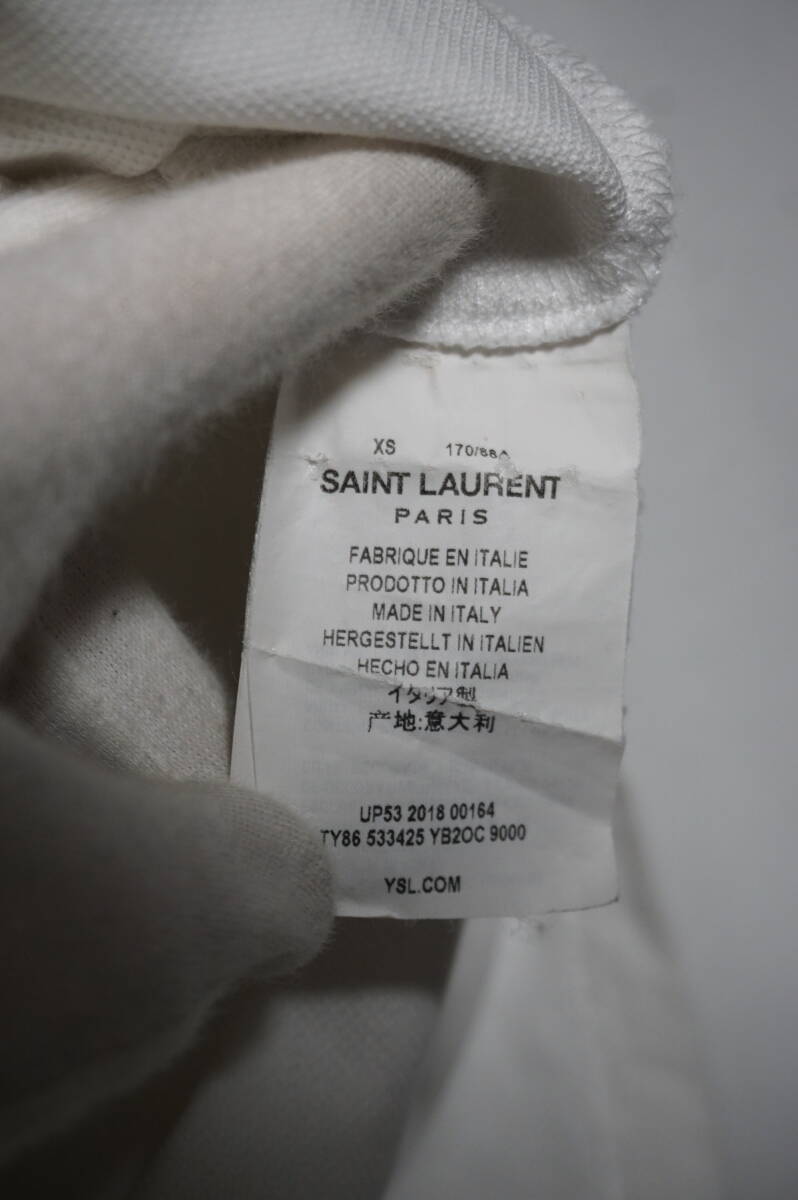 XS 170/88A
SAINT LAURENT
PARIS
FABRIQUE EN ITALIE
PRODOTTO IN ITALIA
MADE IN ITALY
HERGESTELLT IN ITALIEN
HECHO EN ITALIA
イタリア製
产地:意大利
UP53 2018 00164
TY86 533425 YB2OC 9000
YSL.COM